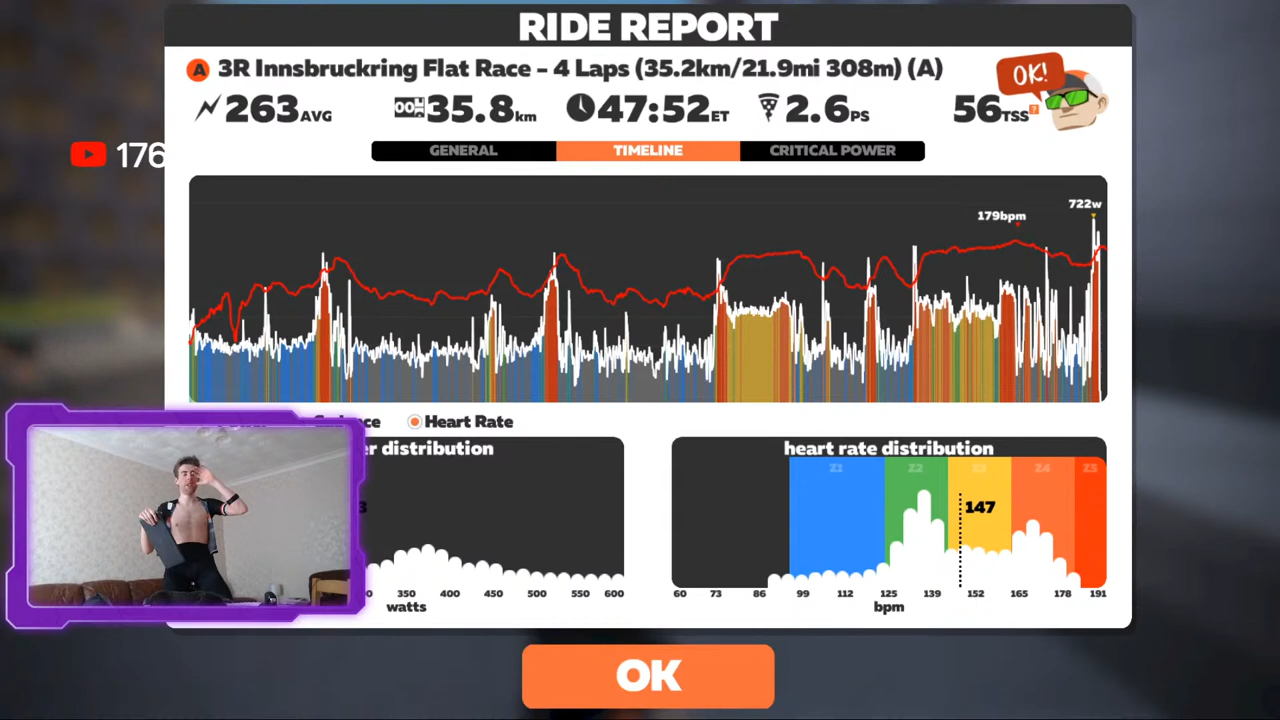 RIDE REPORT
A 3R Innsbruckring Flat Race - 4 Laps (35.2km/21.9mi 308m) (A)
OK!
263AVG 35.8km 47:52ET 2.6PS 56TSS ?
176
GENERAL TIMELINE CRITICAL POWER
722w
179bpm
Heart Rate
distribution heart rate distribution
Z1 Z2 Z3 Z4 Z5
147
350 400 450 500 550 600 60 73 86 99 112 125 139 152 165 178 191
watts bpm
OK